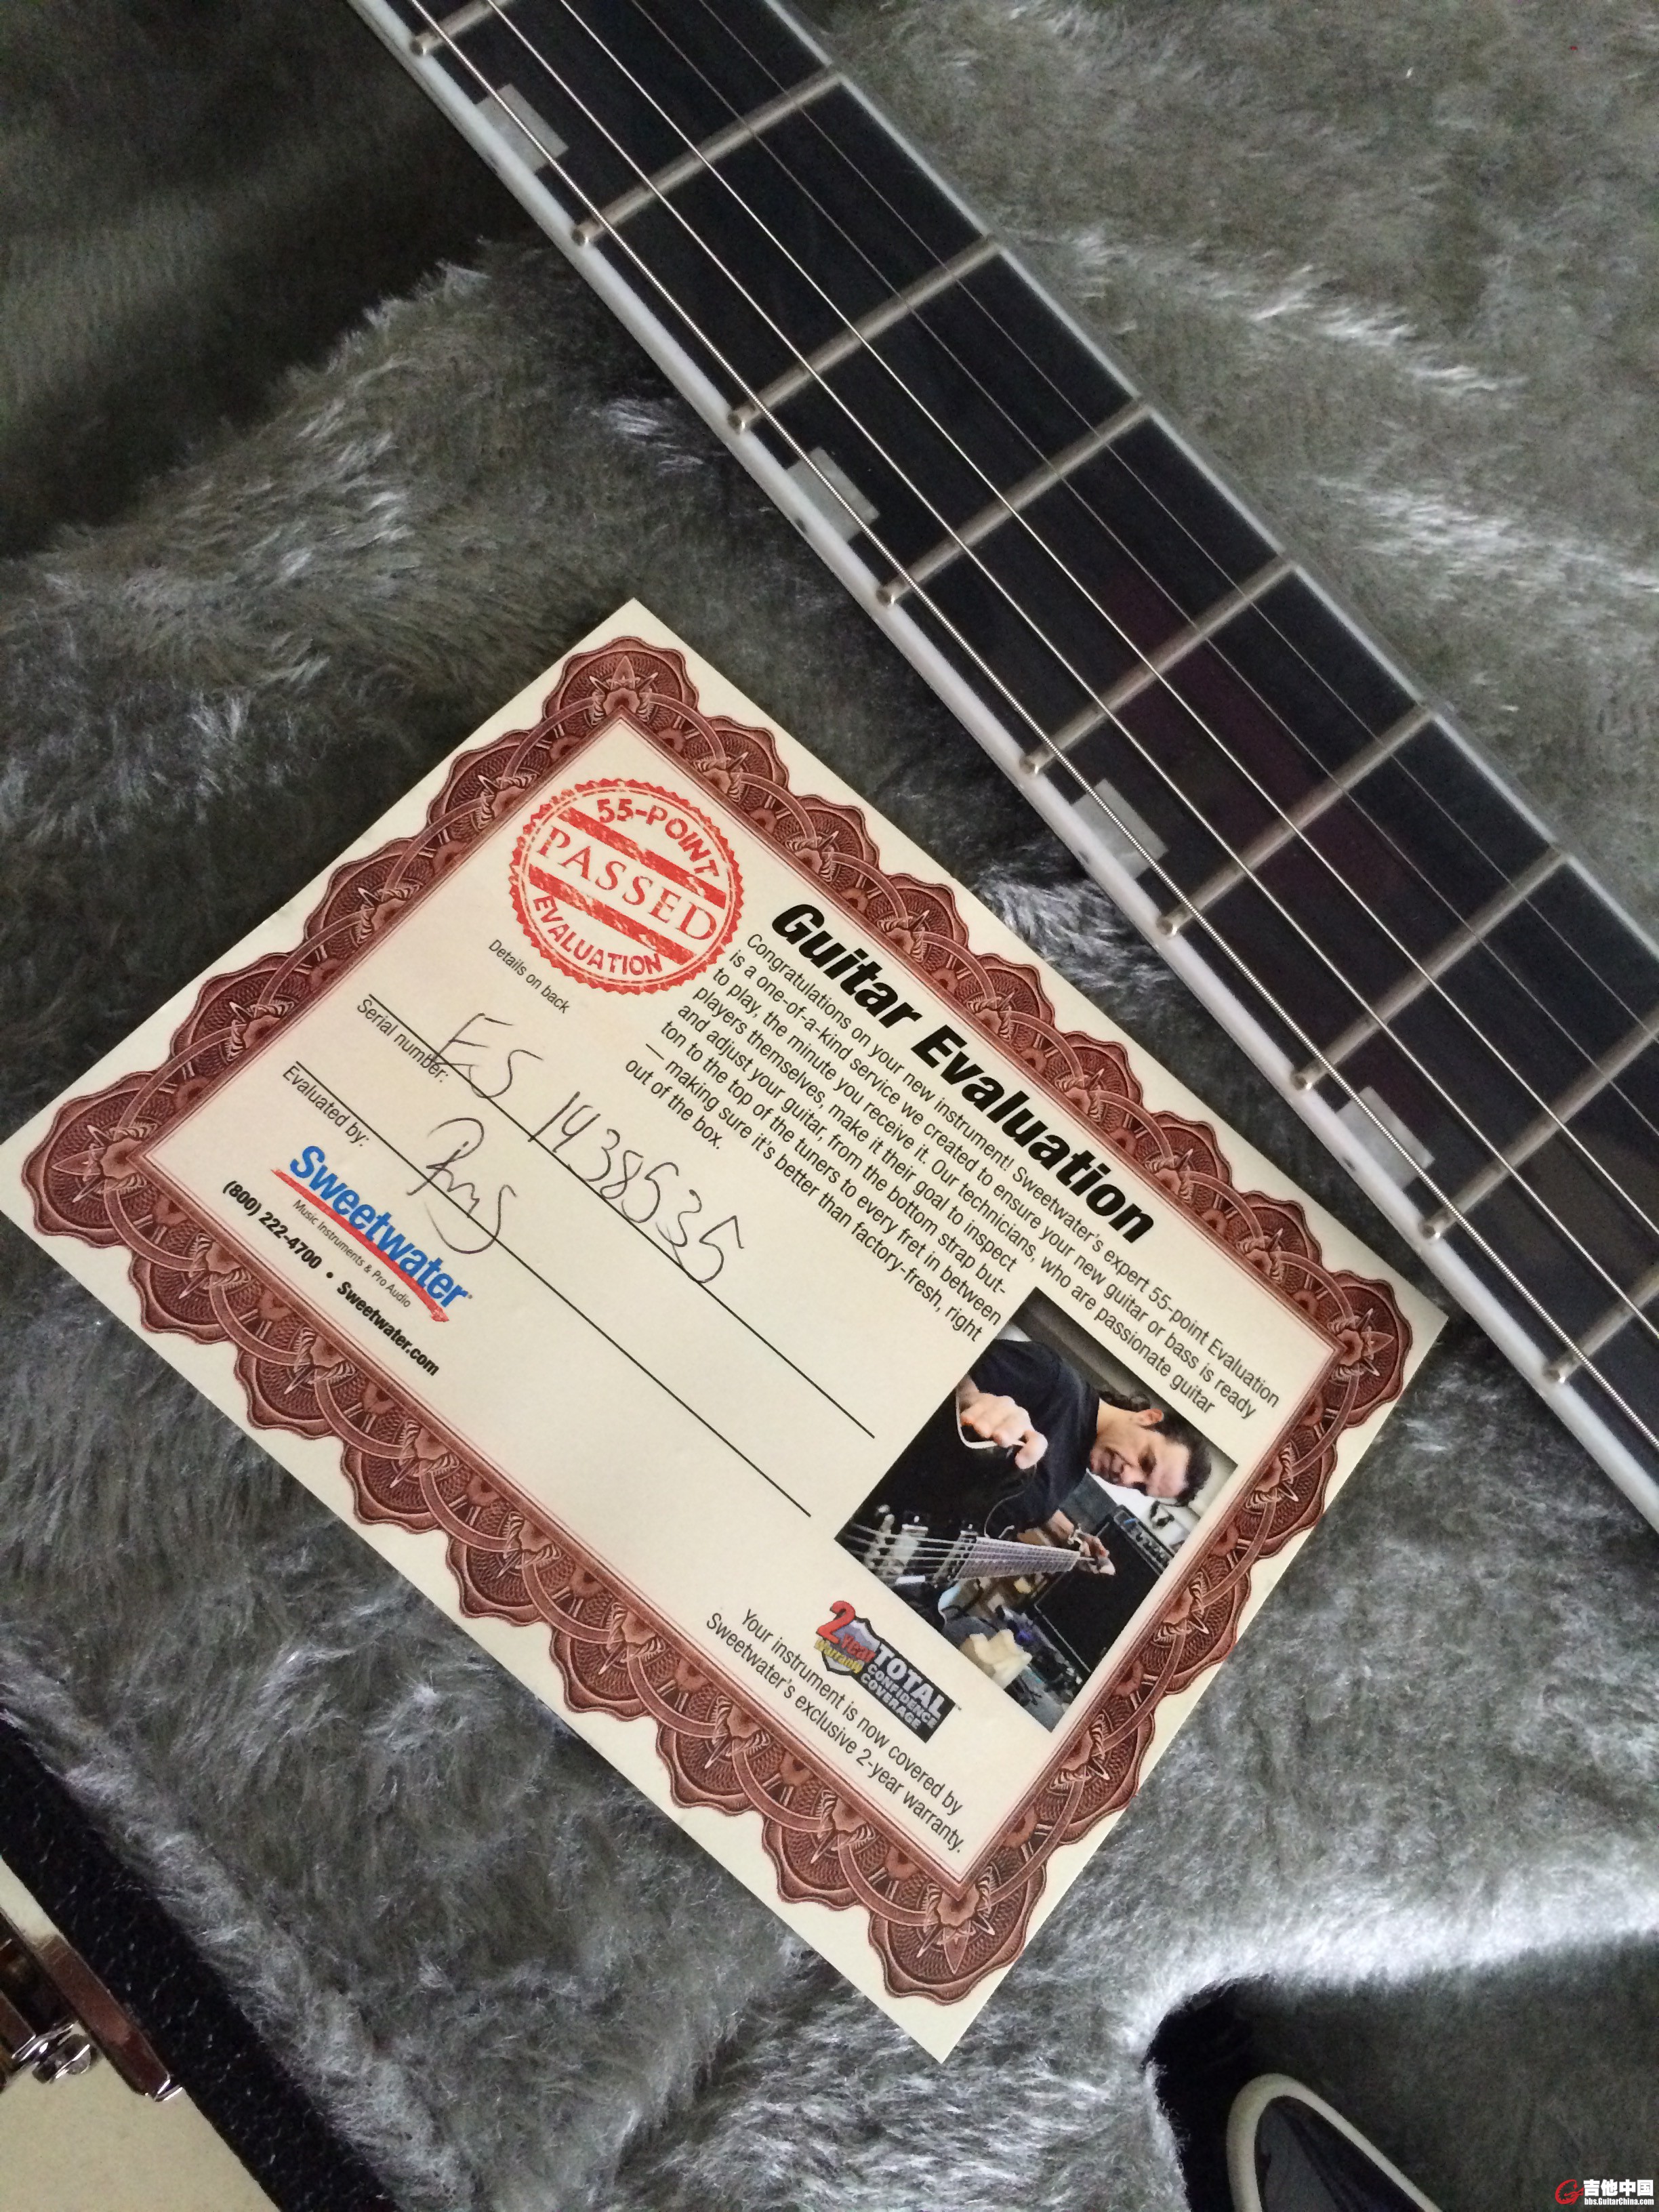 55-POINT
PASSED
EVALUATION
Details on back
Guitar Evaluation
Congratulations on your new instrument! Sweetwater's expert 55-point Evaluation
is a one-of-a-kind service we created to ensure your new guitar or bass is ready
to play, the minute you receive it. Our technicians, who are passionate guitar
players themselves, make it their goal to inspect
and adjust your guitar, from the bottom strap but-
ton to the top of the tuners to every fret in between
— making sure it's better than factory-fresh, right
out of the box.
ES 1438535
Serial number:
Evaluated by:
Sweetwater®
Music Instruments & Pro Audio
(800) 222-4700 • Sweetwater.com
2 Year
Warranty
TOTAL
CONFIDENCE
COVERAGE™
Your instrument is now covered by
Sweetwater's exclusive 2-year warranty.
吉他中国
bbs.GuitarChina.com